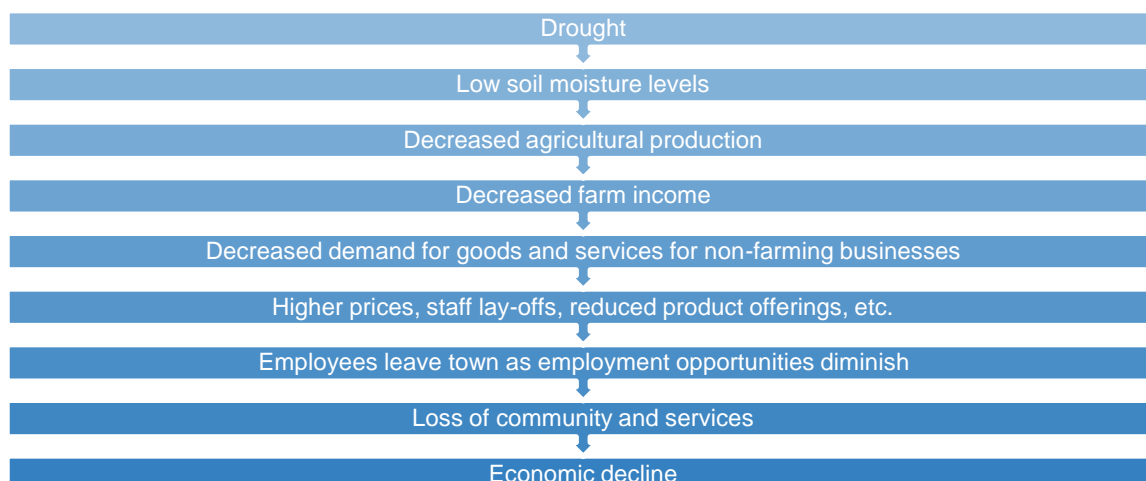 Drought
Low soil moisture levels
Decreased agricultural production
Decreased farm income
Decreased demand for goods and services for non-farming businesses
Higher prices, staff lay-offs, reduced product offerings, etc.
Employees leave town as employment opportunities diminish
Loss of community and services
Economic decline